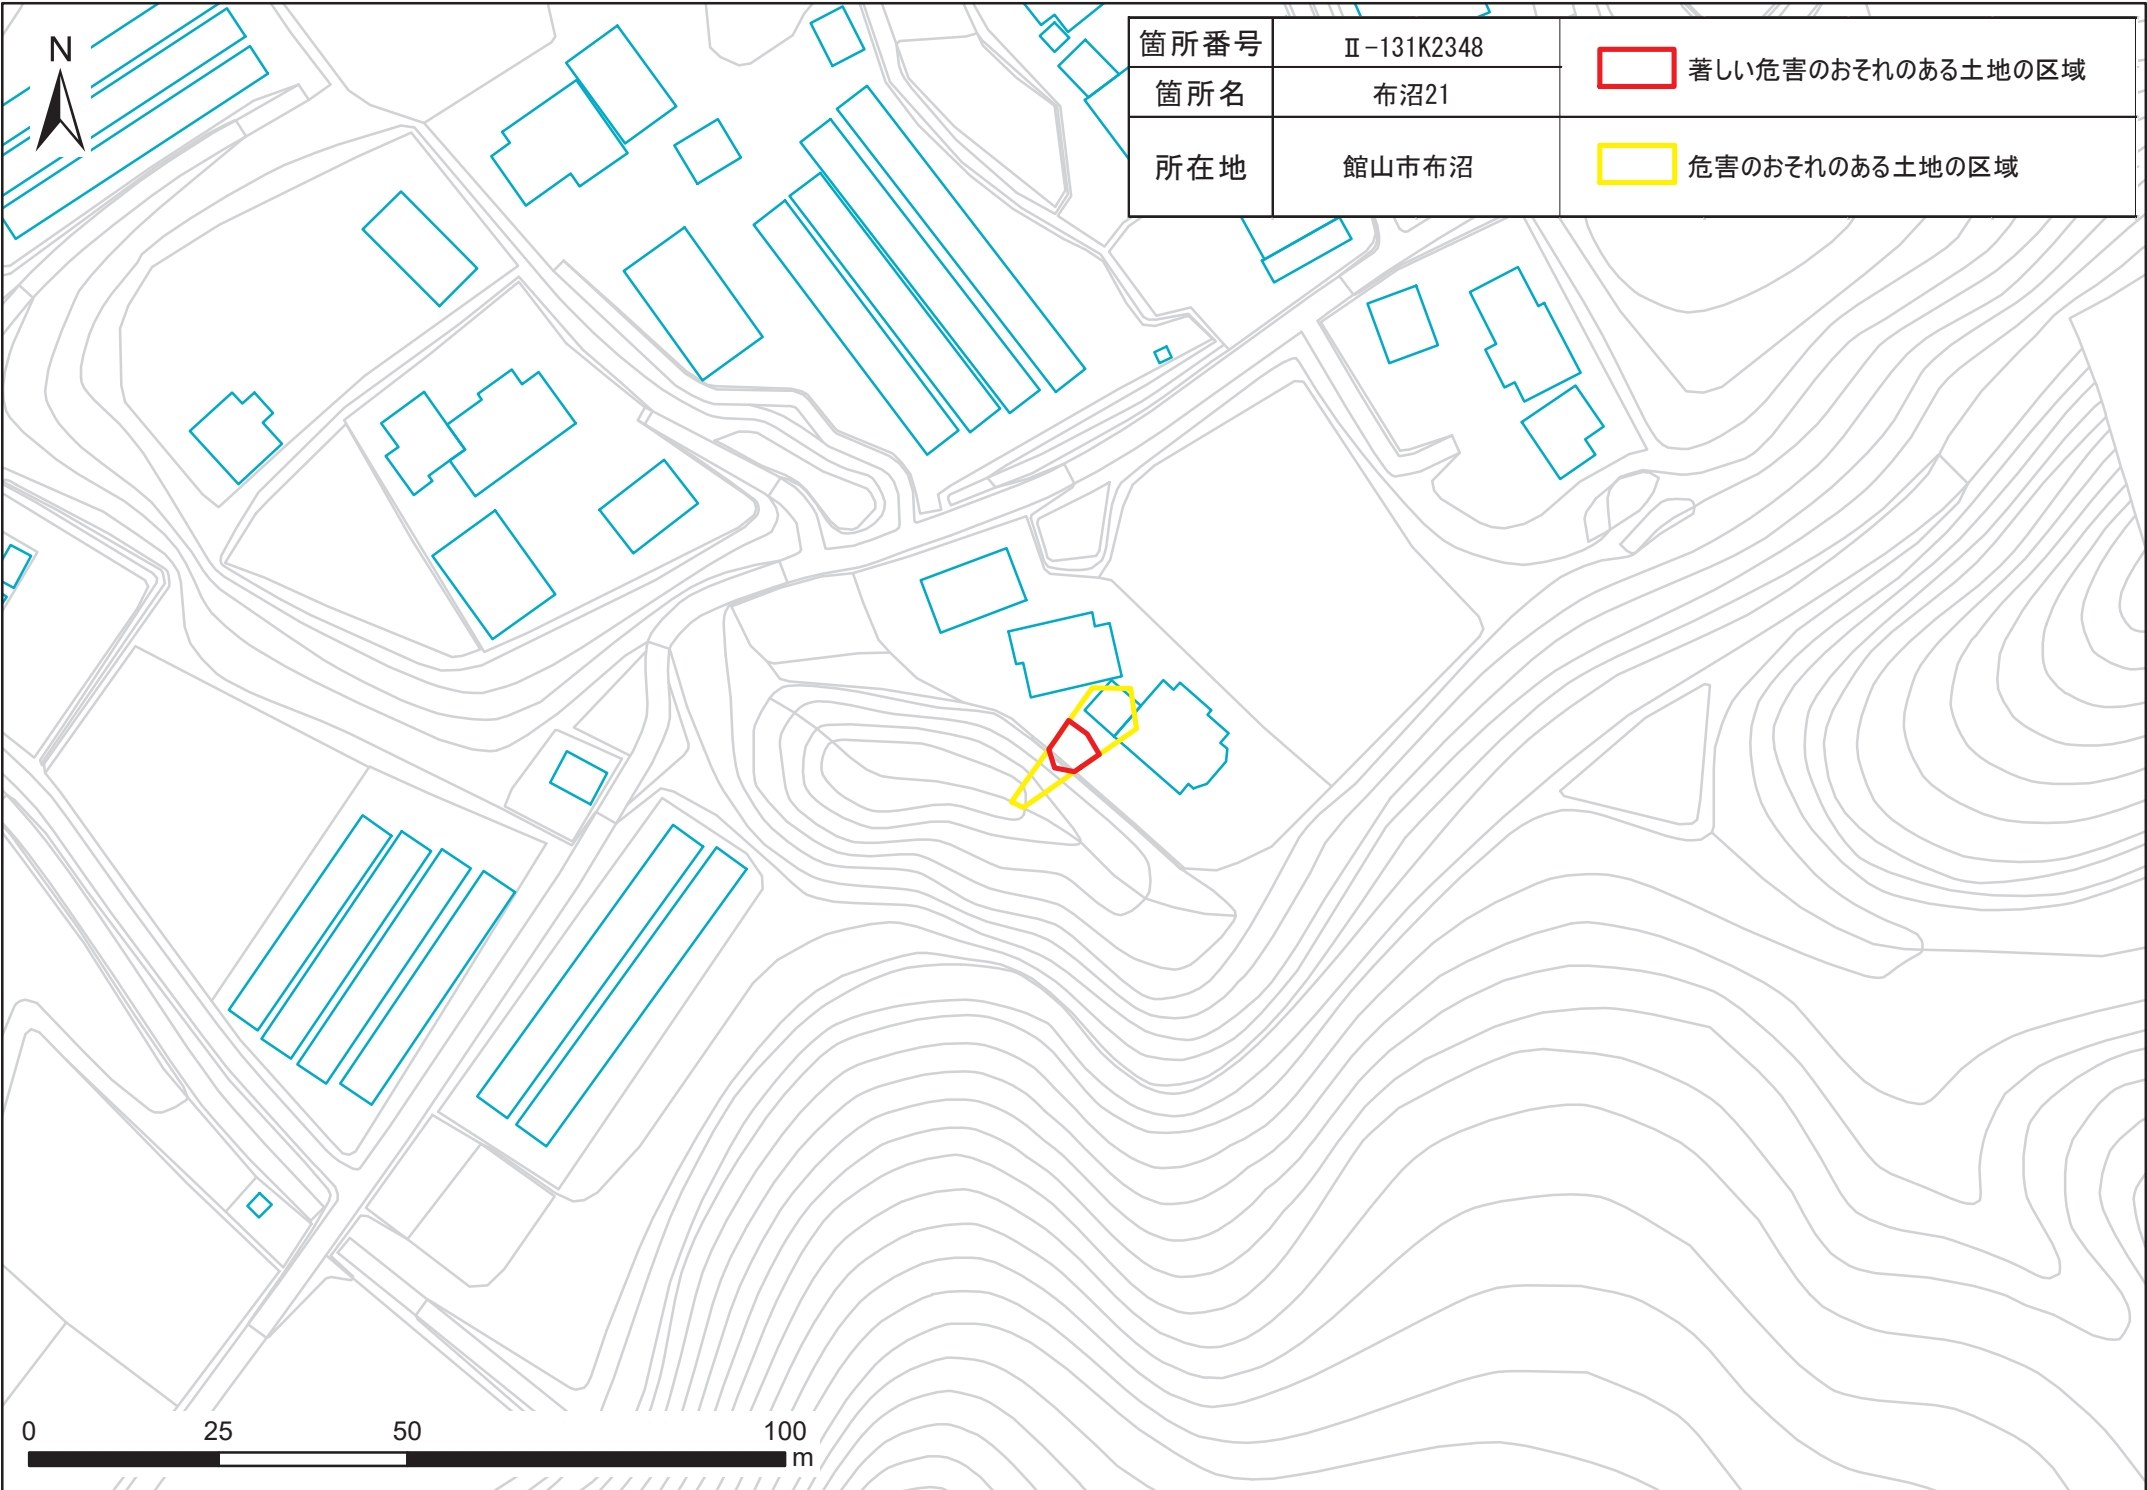 N
箇所番号 Ⅱ-131K2348
箇所名 布沼21
所在地 館山市布沼
著しい危害のおそれのある土地の区域
危害のおそれのある土地の区域
0 25 50 100
m